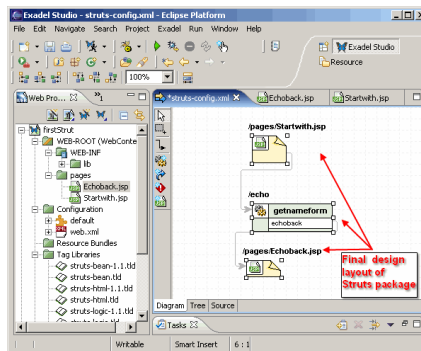 Exadel Studio - struts-config.xml - Eclipse Platform
File Edit Navigate Search Project Exadel Run Window Help
Exadel Studio
Resource
100%
Web Pro...
»1
*struts-config.xml
Echoback.jsp
Startwith.jsp
firstStrut
WEB-ROOT (WebConte
WEB-INF
lib
pages
Echoback.jsp
Startwith.jsp
Configuration
default
web.xml
Resource Bundles
Tag Libraries
struts-bean-1.1.tld
struts-bean.tld
struts-html-1.1.tld
struts-html.tld
struts-logic-1.1.tld
/pages/Startwith.jsp
/echo
getnameform
echoback
/pages/Echoback.jsp
Final design
layout of
Struts package
Diagram Tree Source
Tasks
Writable
Smart Insert
6 : 1